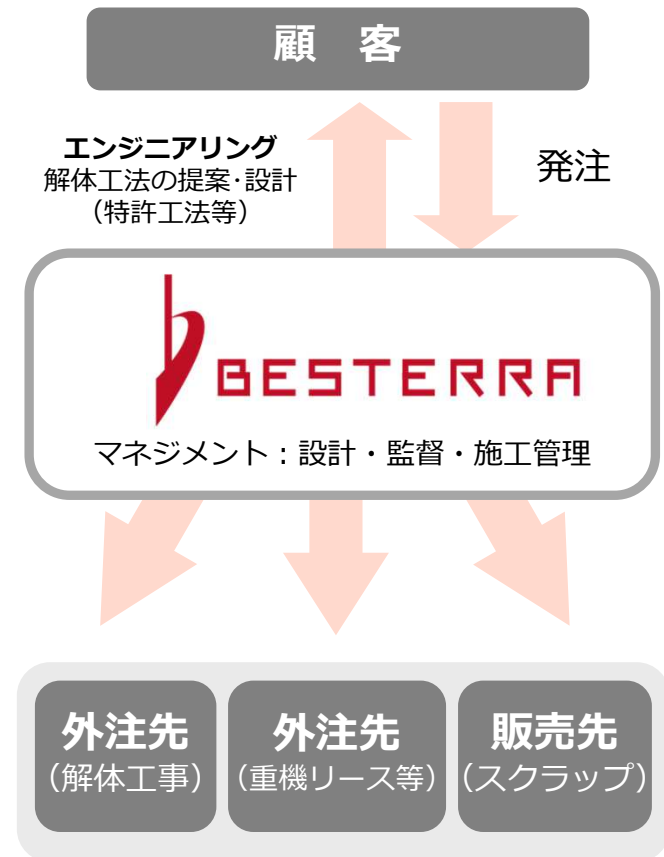 顧 客
エンジニアリング
解体工法の提案・設計
（特許工法等）
発注
BESTERRA
マネジメント：設計・監督・施工管理
外注先
（解体工事）
外注先
（重機リース等）
販売先
（スクラップ）